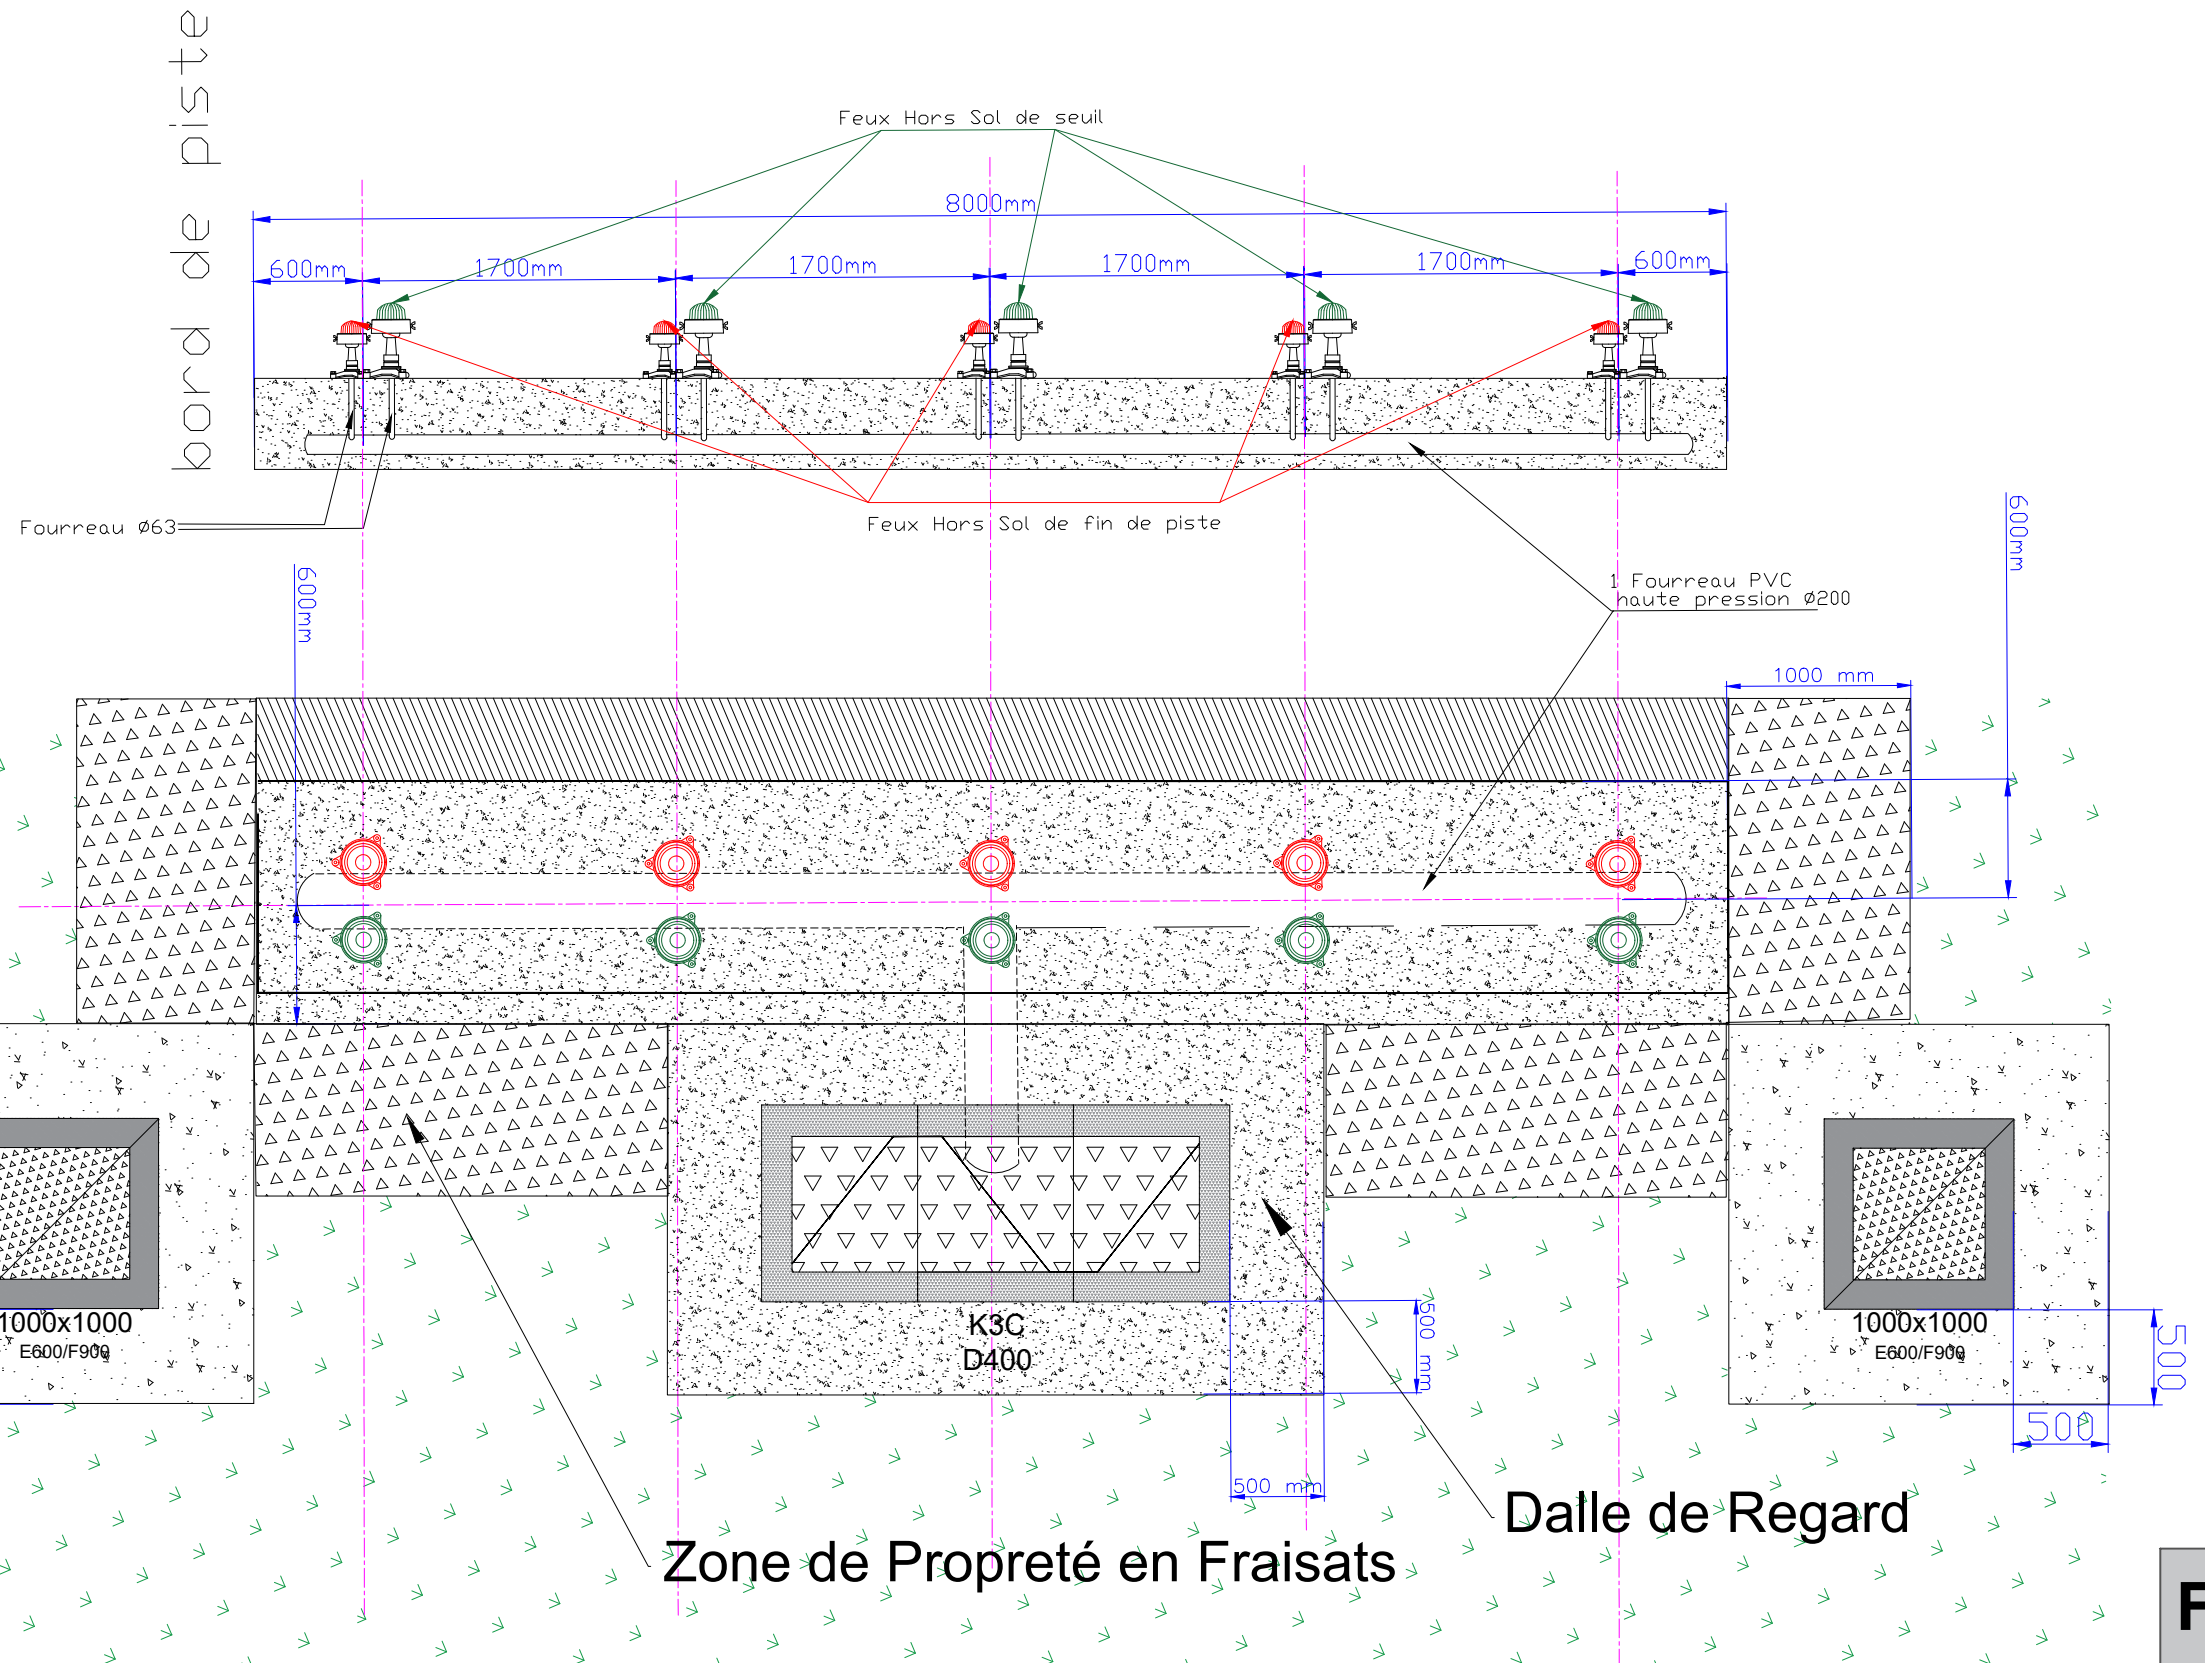 bord de piste
Feux Hors Sol de seuil
8000mm
600mm
1700mm
1700mm
1700mm
1700mm
600mm
Fourreau Ø63
Feux Hors Sol de fin de piste
600mm
600mm
1 Fourreau PVC
haute pression Ø200
1000 mm
1000x1000
E600/F900
K3C
D400
500 mm
500 mm
1000x1000
E600/F900
500
500
Dalle de Regard
Zone de Propreté en Fraisats
F